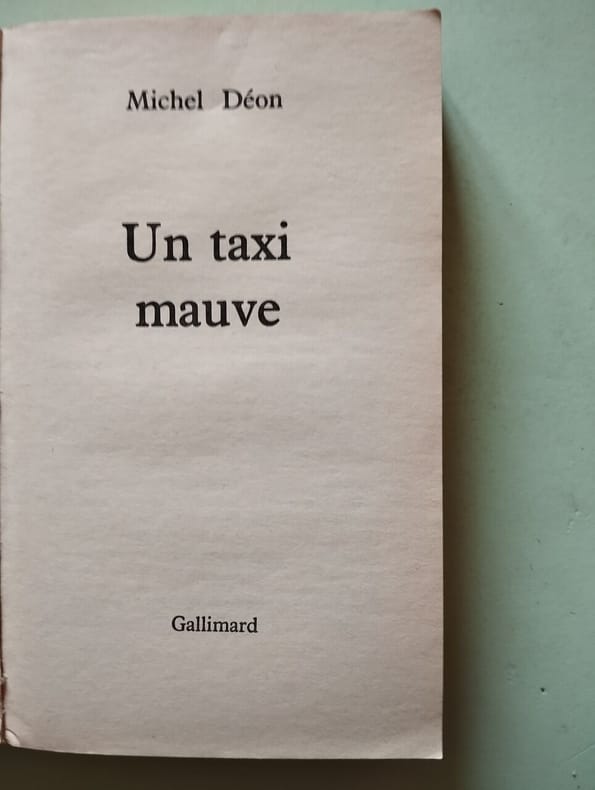 Michel Déon
Un taxi
mauve
Gallimard